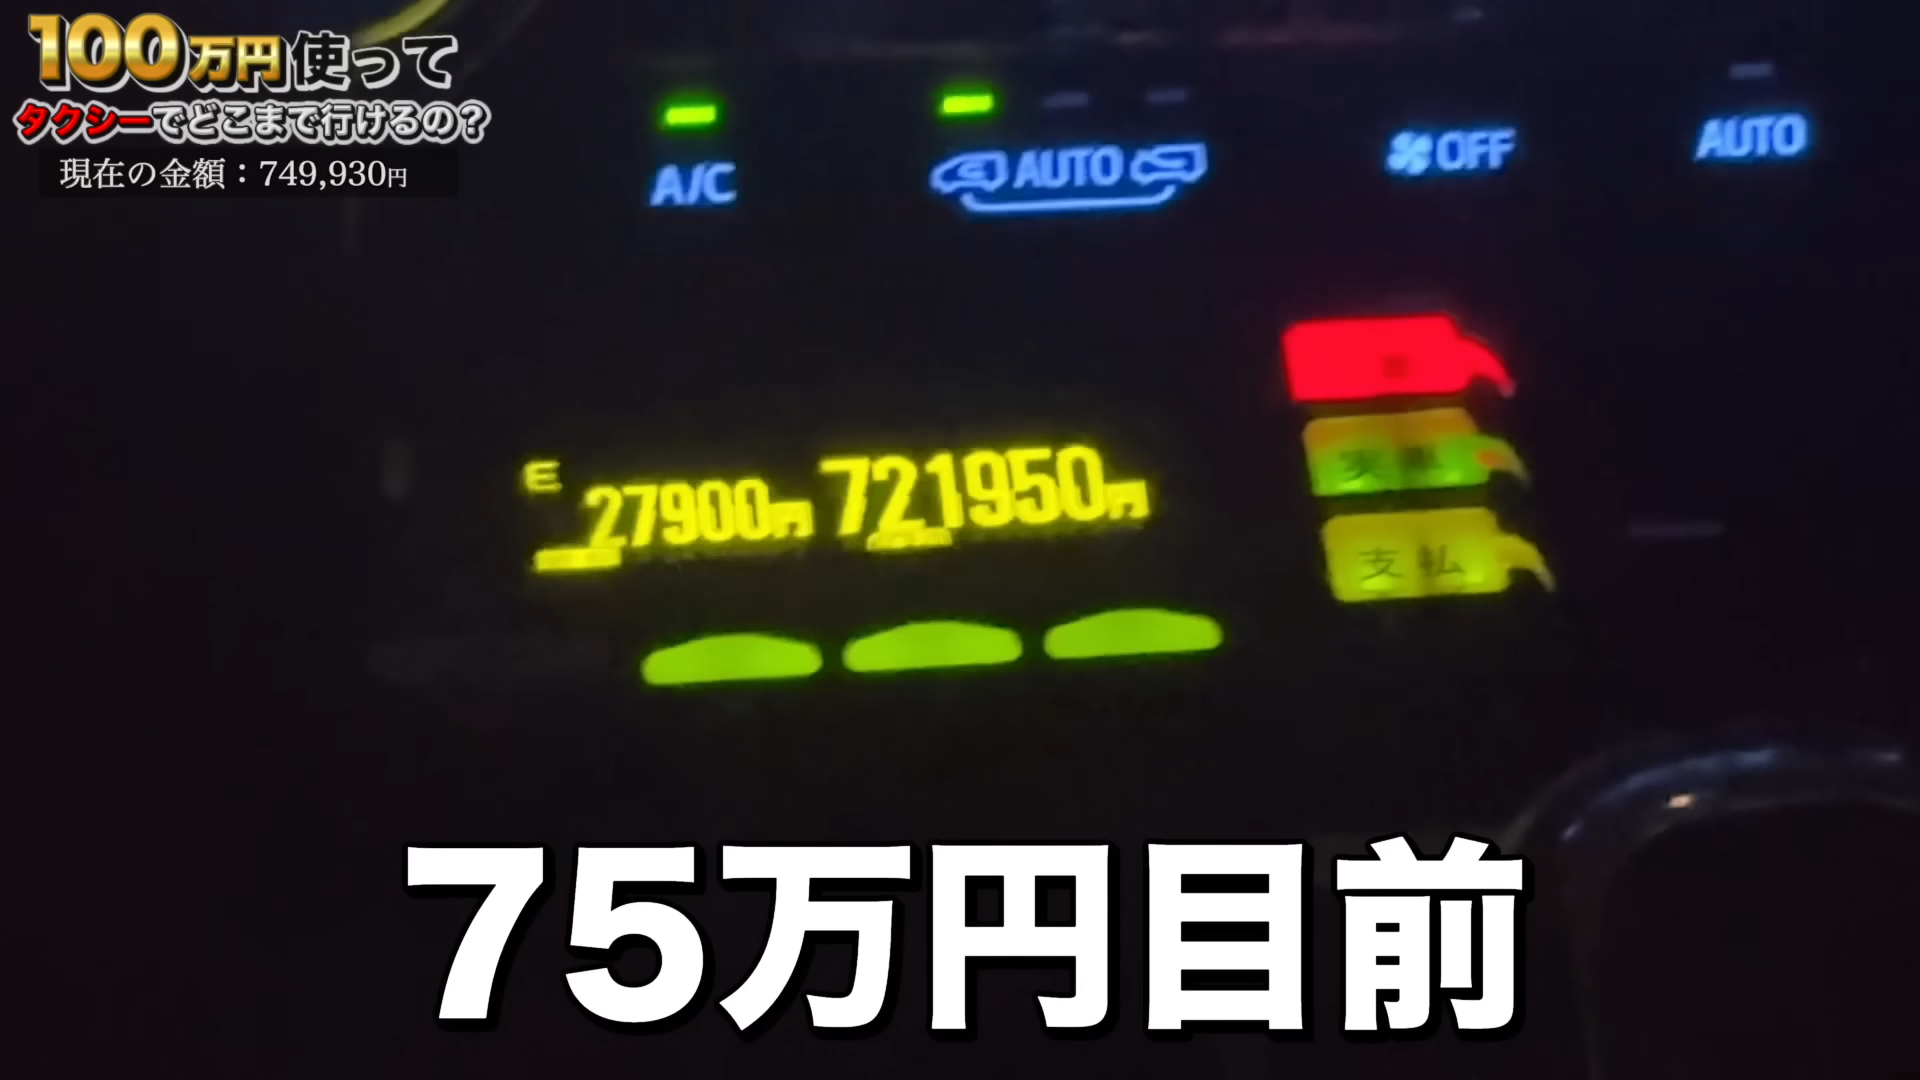 100万円使って
タクシーでどこまで行けるの?
現在の金額：749,930円
A/C
AUTO
OFF
AUTO
E
27900円 721950円
支払
75万円目前